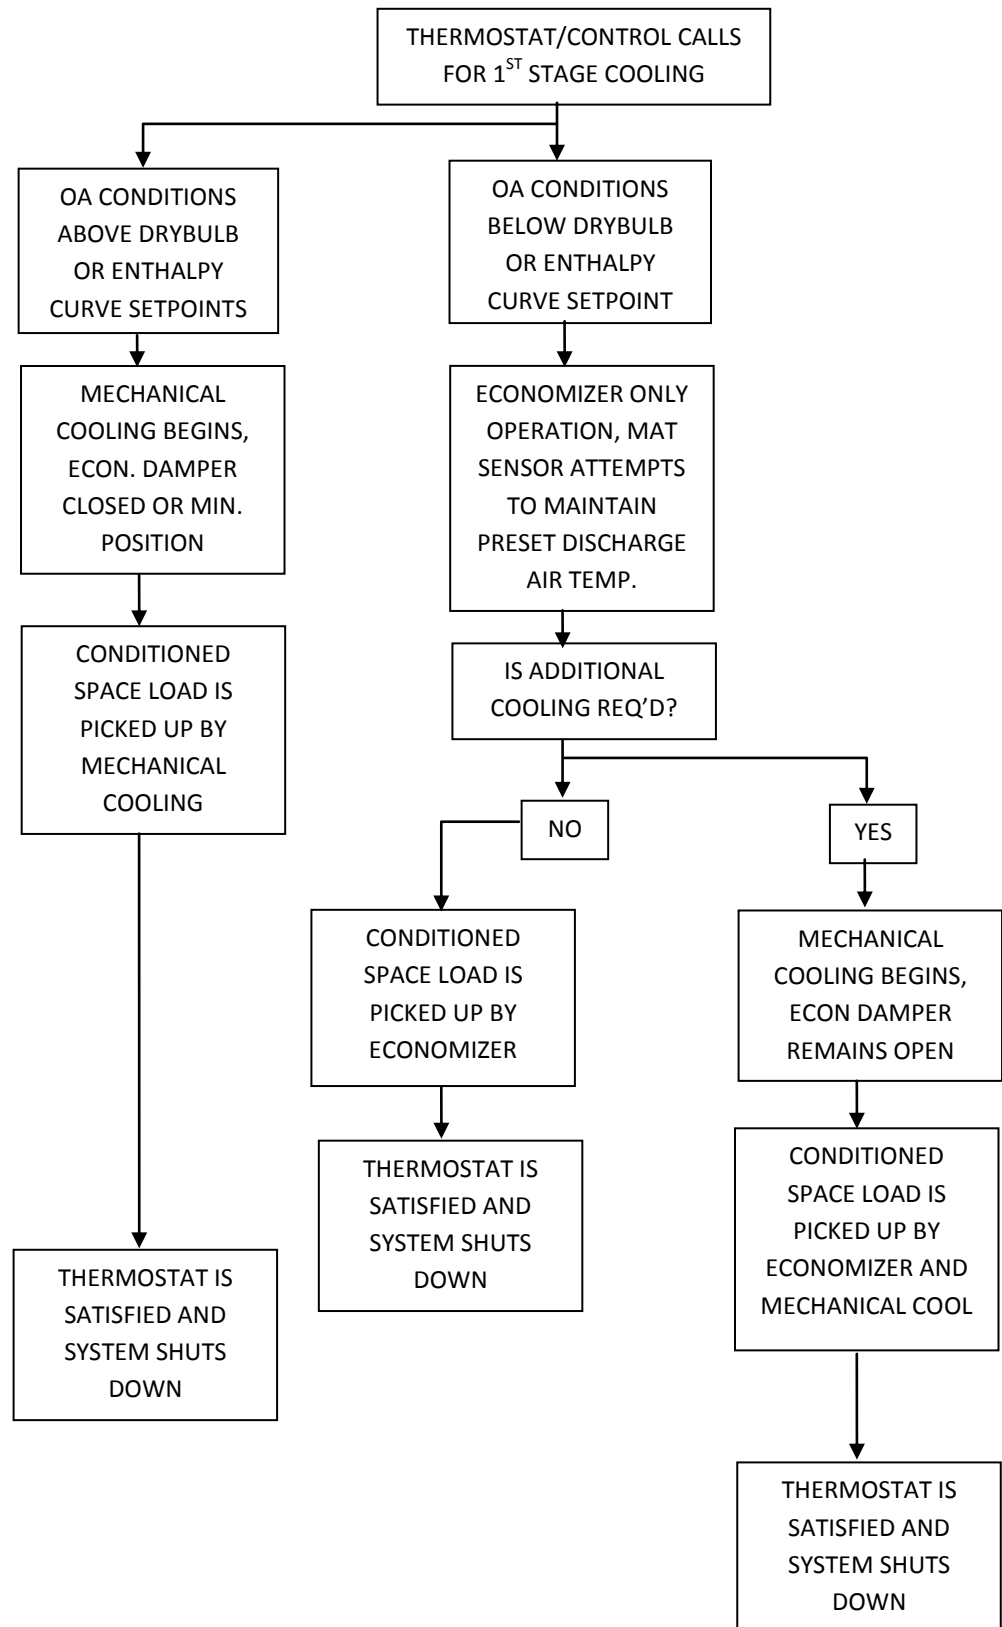 THERMOSTAT/CONTROL CALLS
FOR 1ST STAGE COOLING
OA CONDITIONS
ABOVE DRYBULB
OR ENTHALPY
CURVE SETPOINTS
OA CONDITIONS
BELOW DRYBULB
OR ENTHALPY
CURVE SETPOINT
MECHANICAL
COOLING BEGINS,
ECON. DAMPER
CLOSED OR MIN.
POSITION
ECONOMIZER ONLY
OPERATION, MAT
SENSOR ATTEMPTS
TO MAINTAIN
PRESET DISCHARGE
AIR TEMP.
CONDITIONED
SPACE LOAD IS
PICKED UP BY
MECHANICAL
COOLING
IS ADDITIONAL
COOLING REQ’D?
NO
YES
CONDITIONED
SPACE LOAD IS
PICKED UP BY
ECONOMIZER
MECHANICAL
COOLING BEGINS,
ECON DAMPER
REMAINS OPEN
THERMOSTAT IS
SATISFIED AND
SYSTEM SHUTS
DOWN
CONDITIONED
SPACE LOAD IS
PICKED UP BY
ECONOMIZER AND
MECHANICAL COOL
THERMOSTAT IS
SATISFIED AND
SYSTEM SHUTS
DOWN
THERMOSTAT IS
SATISFIED AND
SYSTEM SHUTS
DOWN